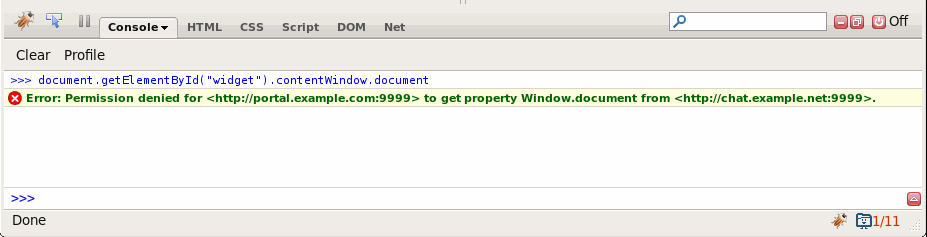 Console HTML CSS Script DOM Net Off
Clear Profile
>>> document.getElementById("widget").contentWindow.document
Error: Permission denied for <http://portal.example.com:9999> to get property Window.document from <http://chat.example.net:9999>.
>>>
Done 1/11